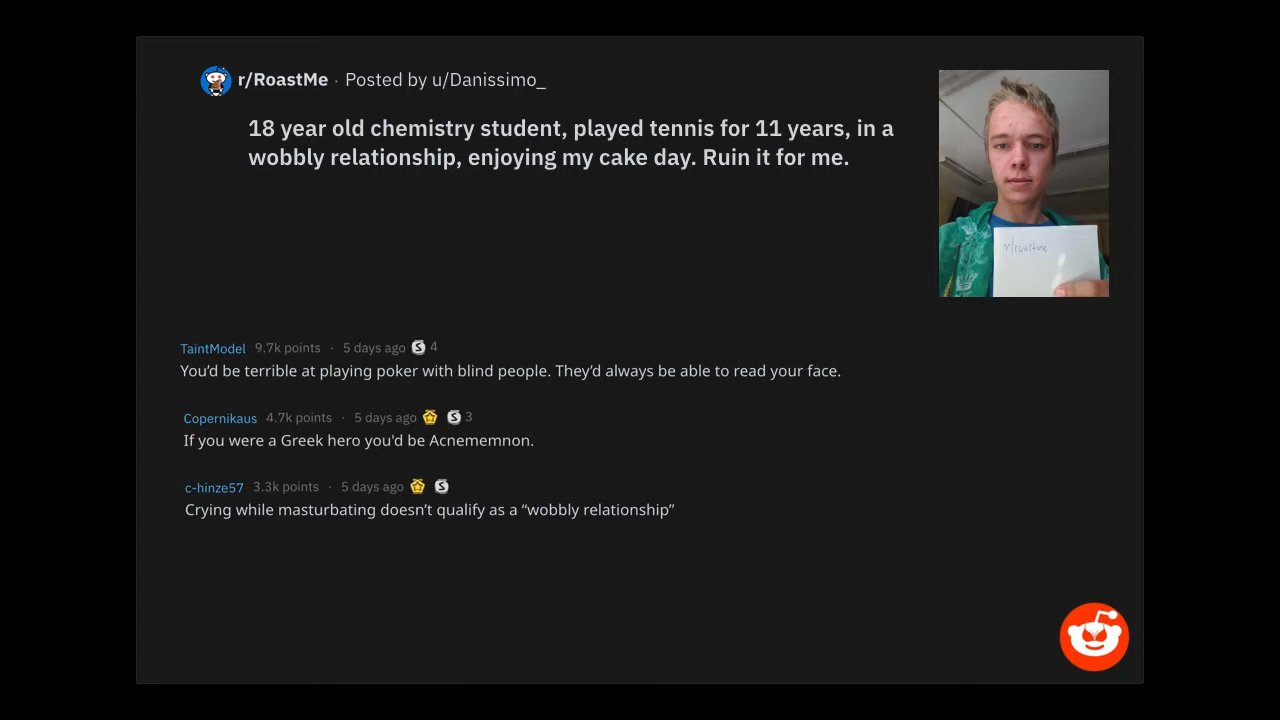 r/RoastMe · Posted by u/Danissimo_
18 year old chemistry student, played tennis for 11 years, in a
wobbly relationship, enjoying my cake day. Ruin it for me.
r/roastme
TaintModel 9.7k points · 5 days ago S 4
You’d be terrible at playing poker with blind people. They’d always be able to read your face.
Copernikaus 4.7k points · 5 days ago S 3
If you were a Greek hero you'd be Acnememnon.
c-hinze57 3.3k points · 5 days ago S
Crying while masturbating doesn’t qualify as a “wobbly relationship”